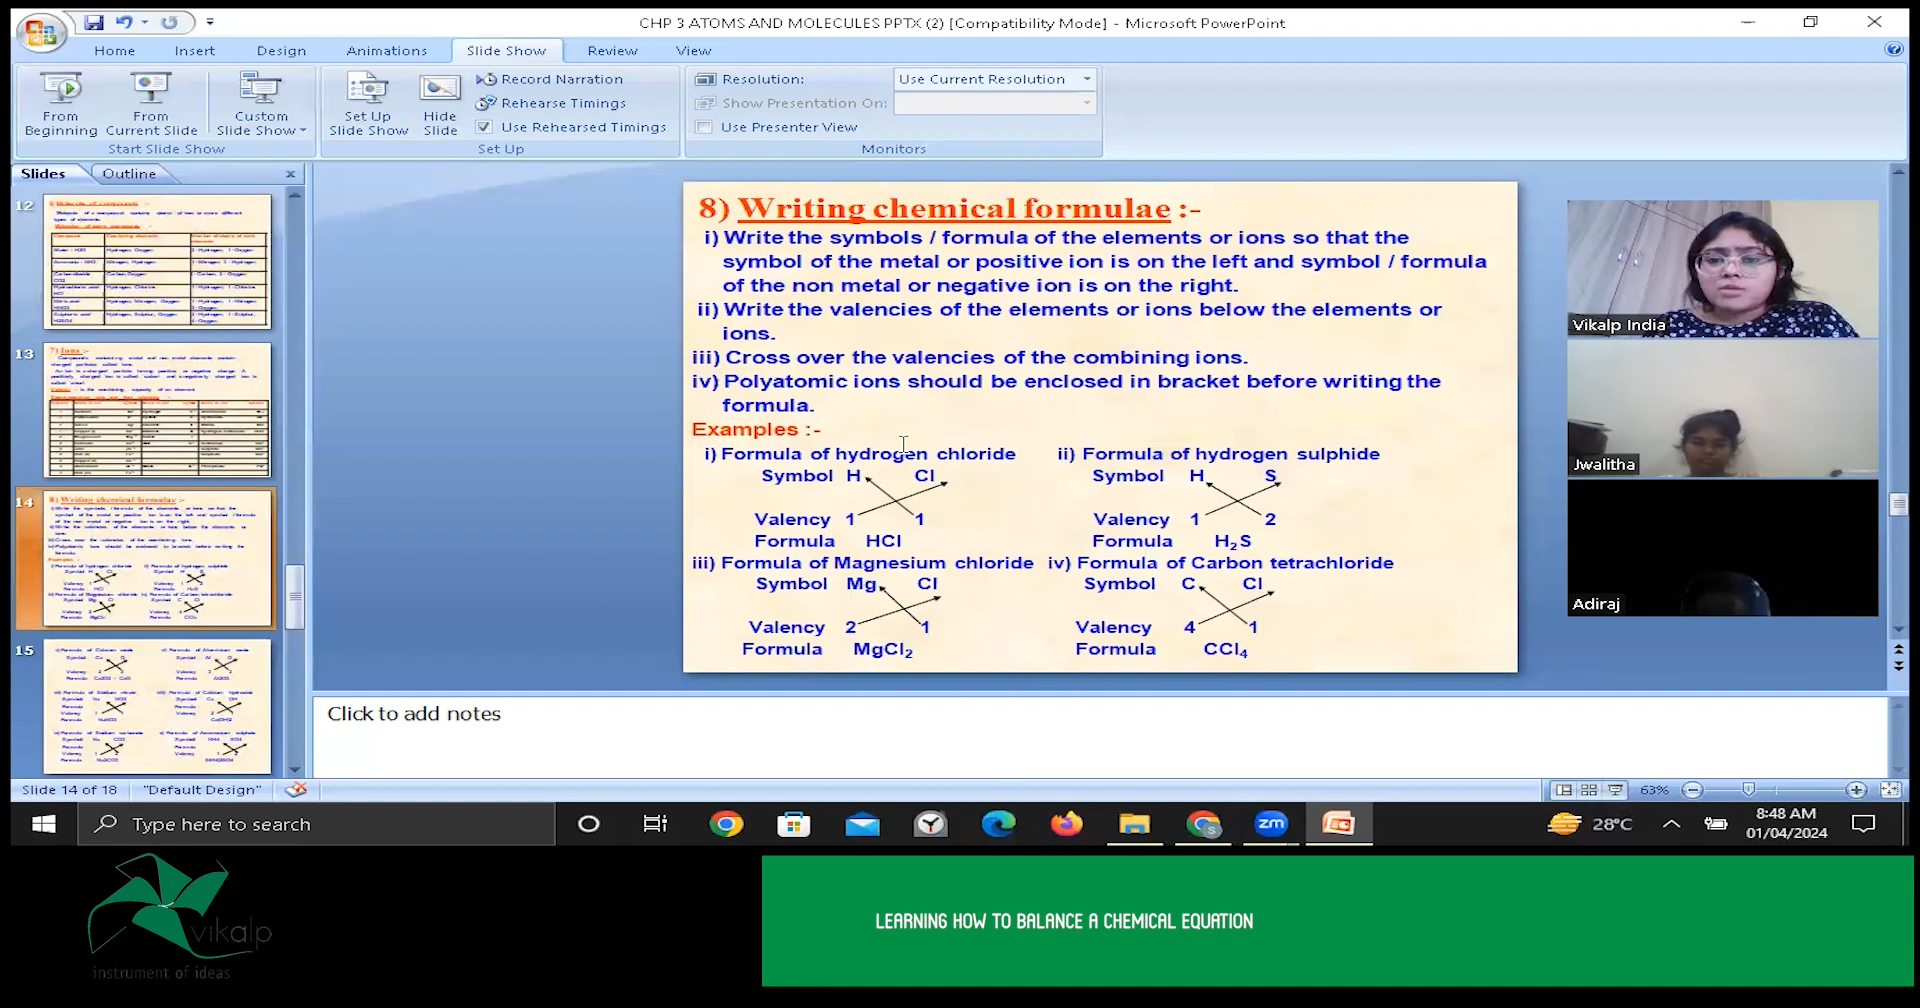 CHP 3 ATOMS AND MOLECULES PPTX (2) [Compatibility Mode] - Microsoft PowerPoint
Home Insert Design Animations Slide Show Review View
Record Narration Resolution: Use Current Resolution
Rehearse Timings Show Presentation On:
From Beginning From Current Slide Custom Slide Show Set Up Slide Show Hide Slide Use Rehearsed Timings Use Presenter View
Start Slide Show Set Up Monitors
Slides Outline
12
13
14
15
8) Writing chemical formulae :-
i) Write the symbols / formula of the elements or ions so that the
symbol of the metal or positive ion is on the left and symbol / formula
of the non metal or negative ion is on the right.
ii) Write the valencies of the elements or ions below the elements or
ions.
iii) Cross over the valencies of the combining ions.
iv) Polyatomic ions should be enclosed in bracket before writing the
formula.
Examples :-
i) Formula of hydrogen chloride ii) Formula of hydrogen sulphide
Symbol H Cl Symbol H S
Valency 1 1 Valency 1 2
Formula HCl Formula H₂S
iii) Formula of Magnesium chloride iv) Formula of Carbon tetrachloride
Symbol Mg Cl Symbol C Cl
Valency 2 1 Valency 4 1
Formula MgCl₂ Formula CCl₄
Vikalp India
Jwalitha
Adiraj
Click to add notes
Slide 14 of 18 "Default Design" 63%
Type here to search
zm
28°C
8:48 AM
01/04/2024
vikalp
instrument of ideas
LEARNING HOW TO BALANCE A CHEMICAL EQUATION